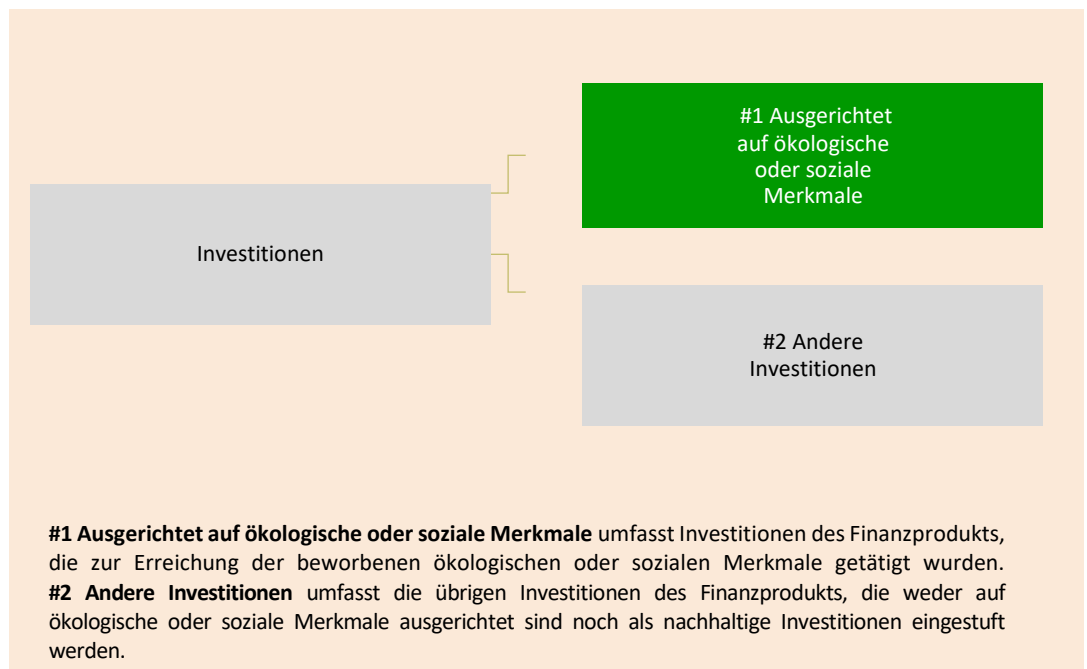 #1 Ausgerichtet
auf ökologische
oder soziale
Merkmale
Investitionen
#2 Andere
Investitionen
#1 Ausgerichtet auf ökologische oder soziale Merkmale umfasst Investitionen des Finanzprodukts,
die zur Erreichung der beworbenen ökologischen oder sozialen Merkmale getätigt wurden.
#2 Andere Investitionen umfasst die übrigen Investitionen des Finanzprodukts, die weder auf
ökologische oder soziale Merkmale ausgerichtet sind noch als nachhaltige Investitionen eingestuft
werden.